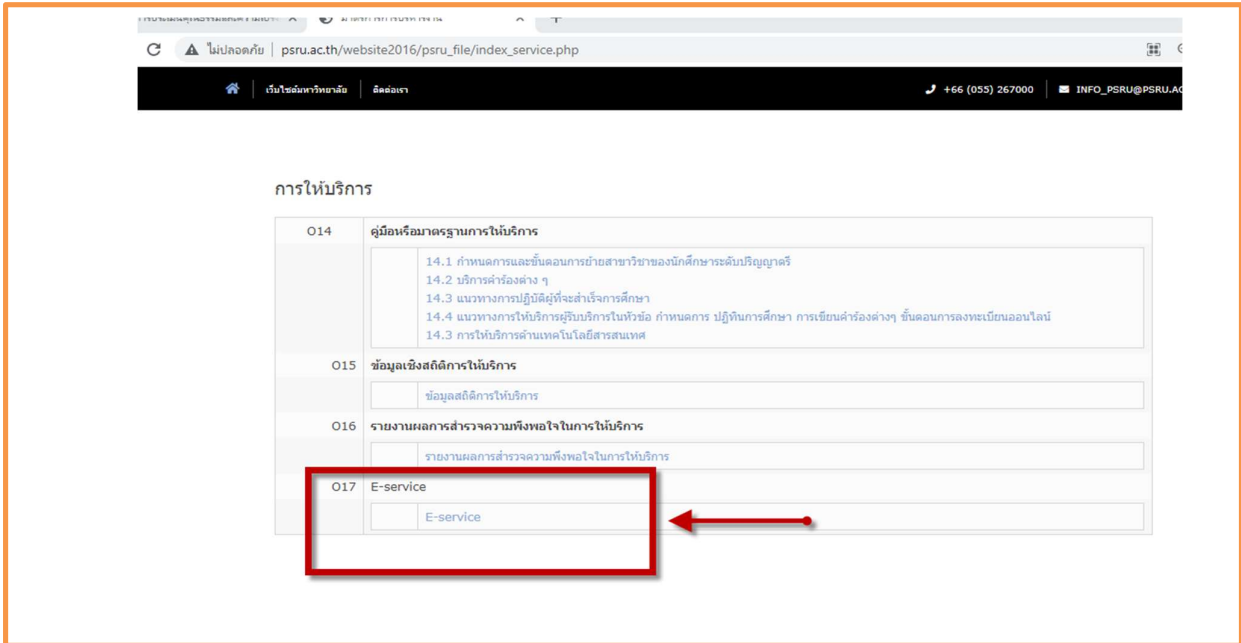 ไม่ปลอดภัย | psru.ac.th/website2016/psru_file/index_service.php
เว็บไซต์มหาวิทยาลัย ติดต่อเรา +66 (055) 267000 INFO_PSRU@PSRU.AC
การให้บริการ
O14 คู่มือหรือมาตรฐานการให้บริการ
14.1 กำหนดการและขั้นตอนการย้ายสาขาวิชาของนักศึกษาระดับปริญญาตรี
14.2 บริการคำร้องต่าง ๆ
14.3 แนวทางการปฏิบัติผู้ที่จะสำเร็จการศึกษา
14.4 แนวทางการให้บริการผู้รับบริการในหัวข้อ กำหนดการ ปฏิทินการศึกษา การเขียนคำร้องต่างๆ ขั้นตอนการลงทะเบียนออนไลน์
14.3 การให้บริการด้านเทคโนโลยีสารสนเทศ
O15 ข้อมูลเชิงสถิติการให้บริการ
ข้อมูลสถิติการให้บริการ
O16 รายงานผลการสำรวจความพึงพอใจในการให้บริการ
รายงานผลการสำรวจความพึงพอใจในการให้บริการ
O17 E-service
E-service